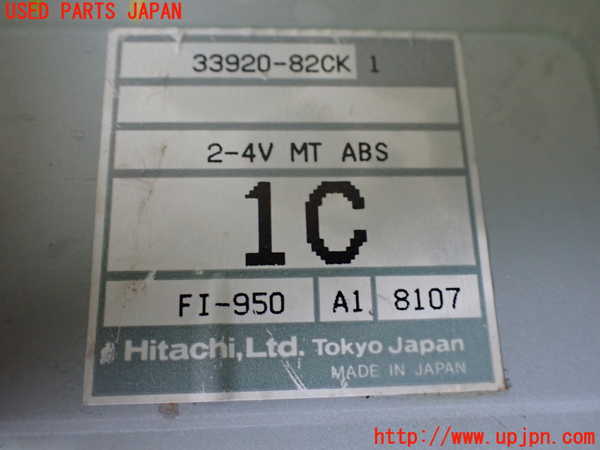 USED PARTS JAPAN
33920-82CK 1
2-4V MT ABS
1C
FI-950 A1 8107
Hitachi, Ltd. Tokyo Japan
MADE IN JAPAN
http://www.upjpn.com